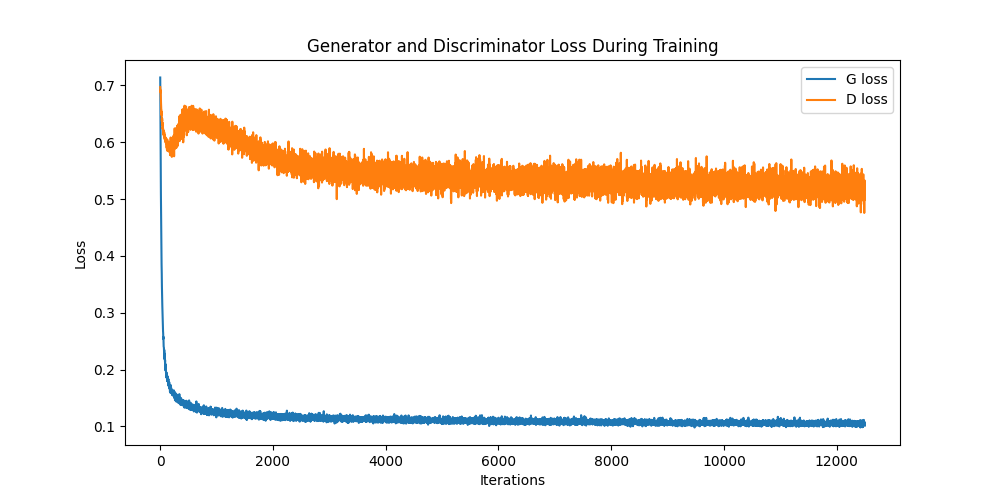 Generator and Discriminator Loss During Training
G loss
D loss
0.7
0.6
0.5
0.4
0.3
0.2
0.1
Loss
0 2000 4000 6000 8000 10000 12000
Iterations